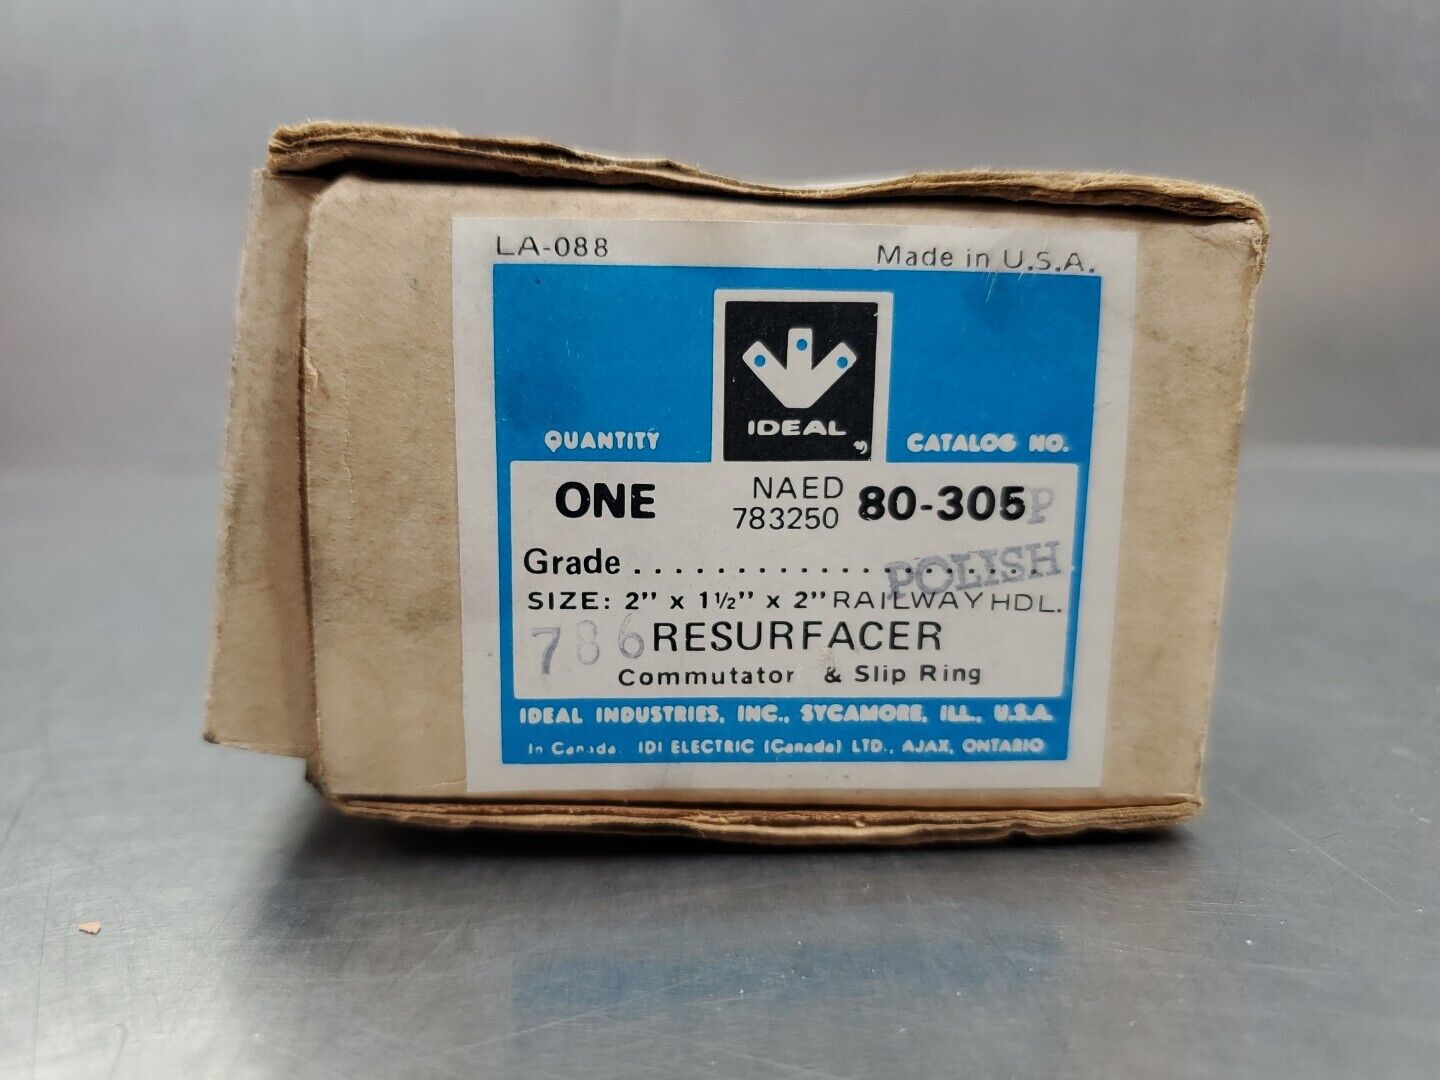 LA-088 Made in U.S.A.
IDEAL
QUANTITY CATALOG NO.
ONE NAED 783250 80-305P
Grade .................... POLISH
SIZE: 2" x 1 1/2" x 2" RAILWAY HDL.
786 RESURFACER
Commutator & Slip Ring
IDEAL INDUSTRIES, INC., SYCAMORE, ILL., U.S.A.
In Canada: IDI ELECTRIC (Canada) LTD., AJAX, ONTARIO